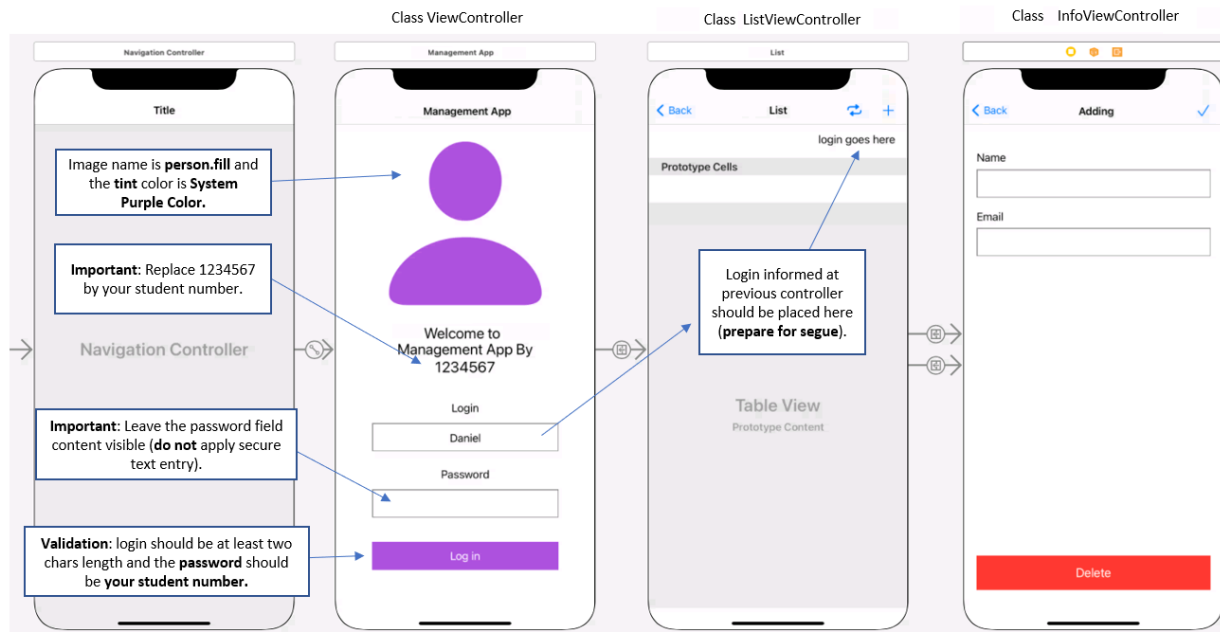 Class ViewController
Class ListViewController
Class InfoViewController
Navigation Controller
Management App
List
Title
Management App
Back
List
Back
Adding
login goes here
Prototype Cells
Name
Email
Image name is person.fill and
the tint color is System
Purple Color.
Important: Replace 1234567
by your student number.
Navigation Controller
Welcome to
Management App By
1234567
Login informed at
previous controller
should be placed here
(prepare for segue).
Login
Daniel
Table View
Prototype Content
Important: Leave the password field
content visible (do not apply secure
text entry).
Password
Validation: login should be at least two
chars length and the password should
be your student number.
Log in
Delete